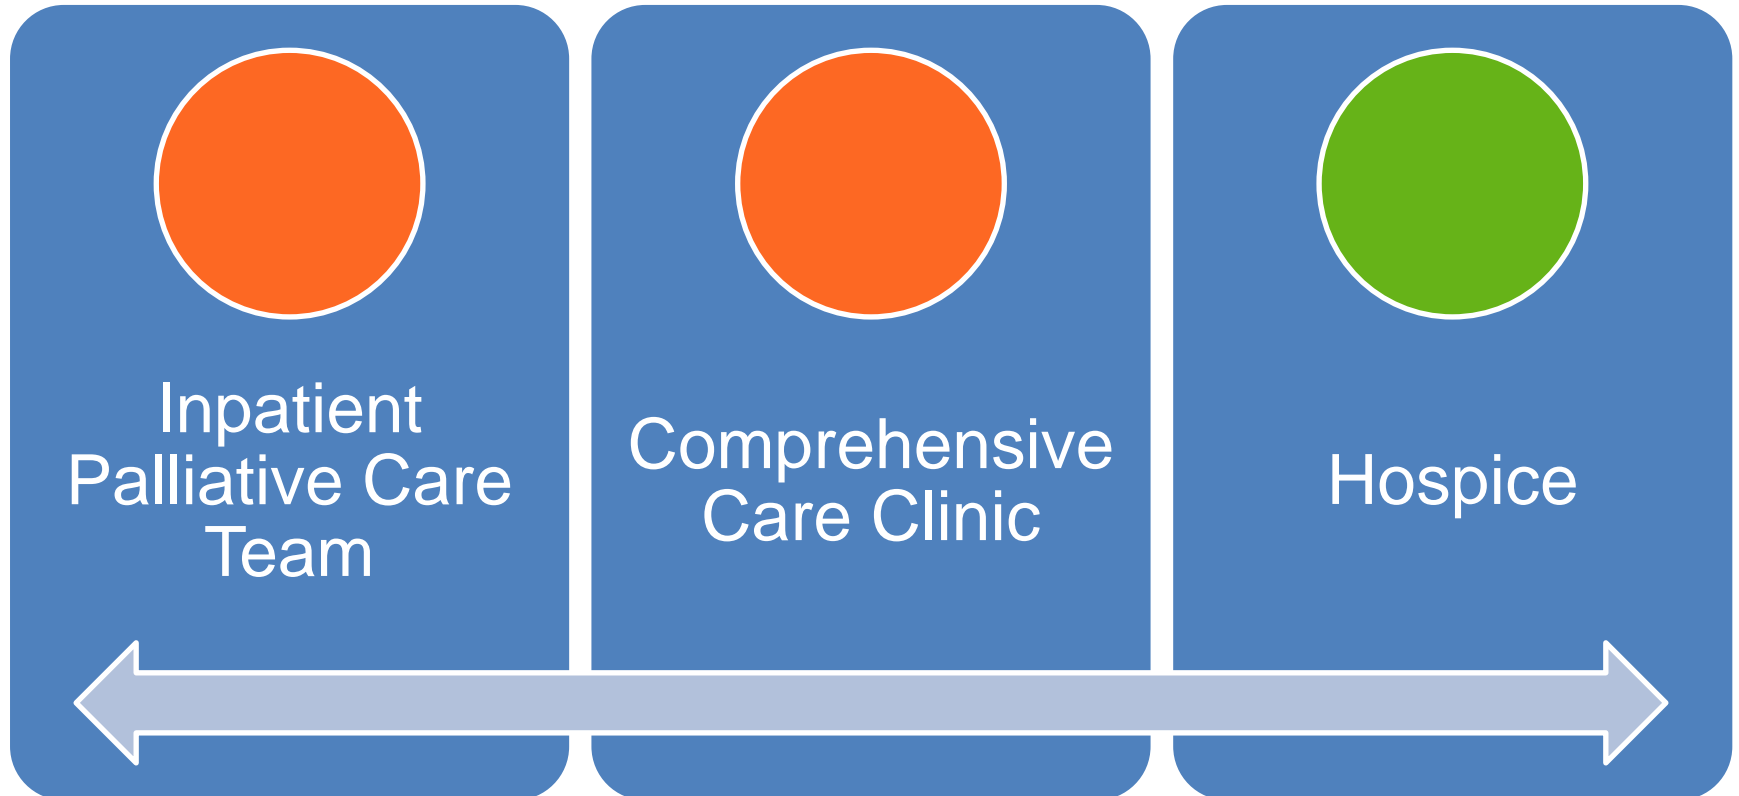 Inpatient
Palliative Care
Team
Comprehensive
Care Clinic
Hospice